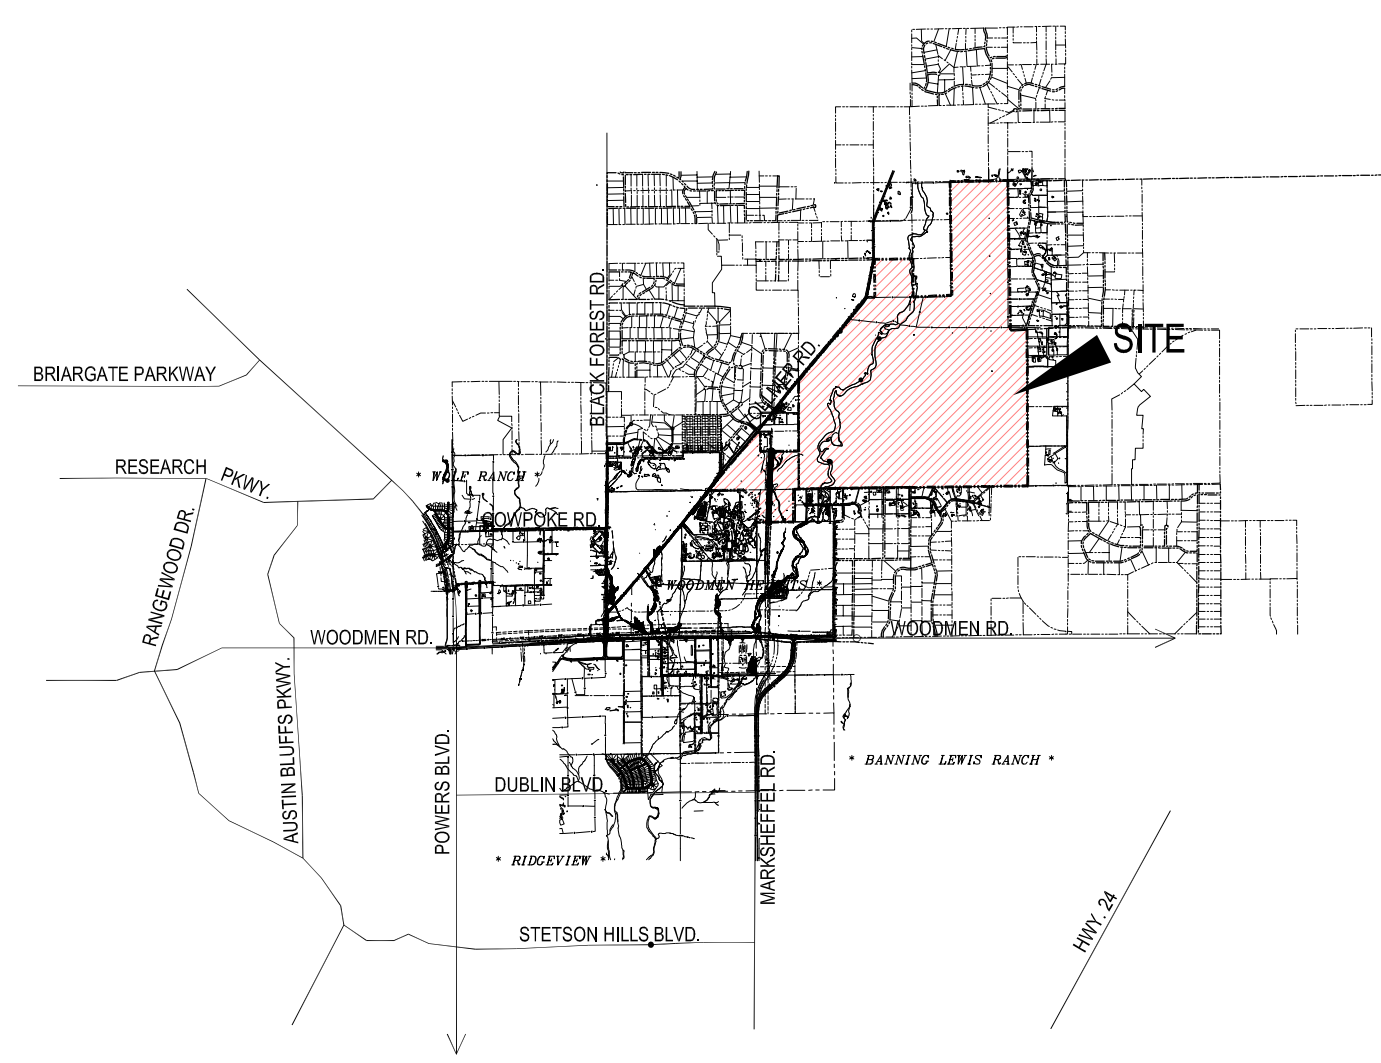 SITE
BLACK FOREST RD.
VOLLMER RD.
BRIARGATE PARKWAY
RESEARCH PKWY.
* WOLF RANCH *
COWPOKE RD.
RANGEWOOD DR.
* WOODMEN HEIGHTS *
WOODMEN RD.
WOODMEN RD.
AUSTIN BLUFFS PKWY.
POWERS BLVD.
MARKSHEFFEL RD.
* BANNING LEWIS RANCH *
DUBLIN BLVD.
* RIDGEVIEW *
HWY. 24
STETSON HILLS BLVD.